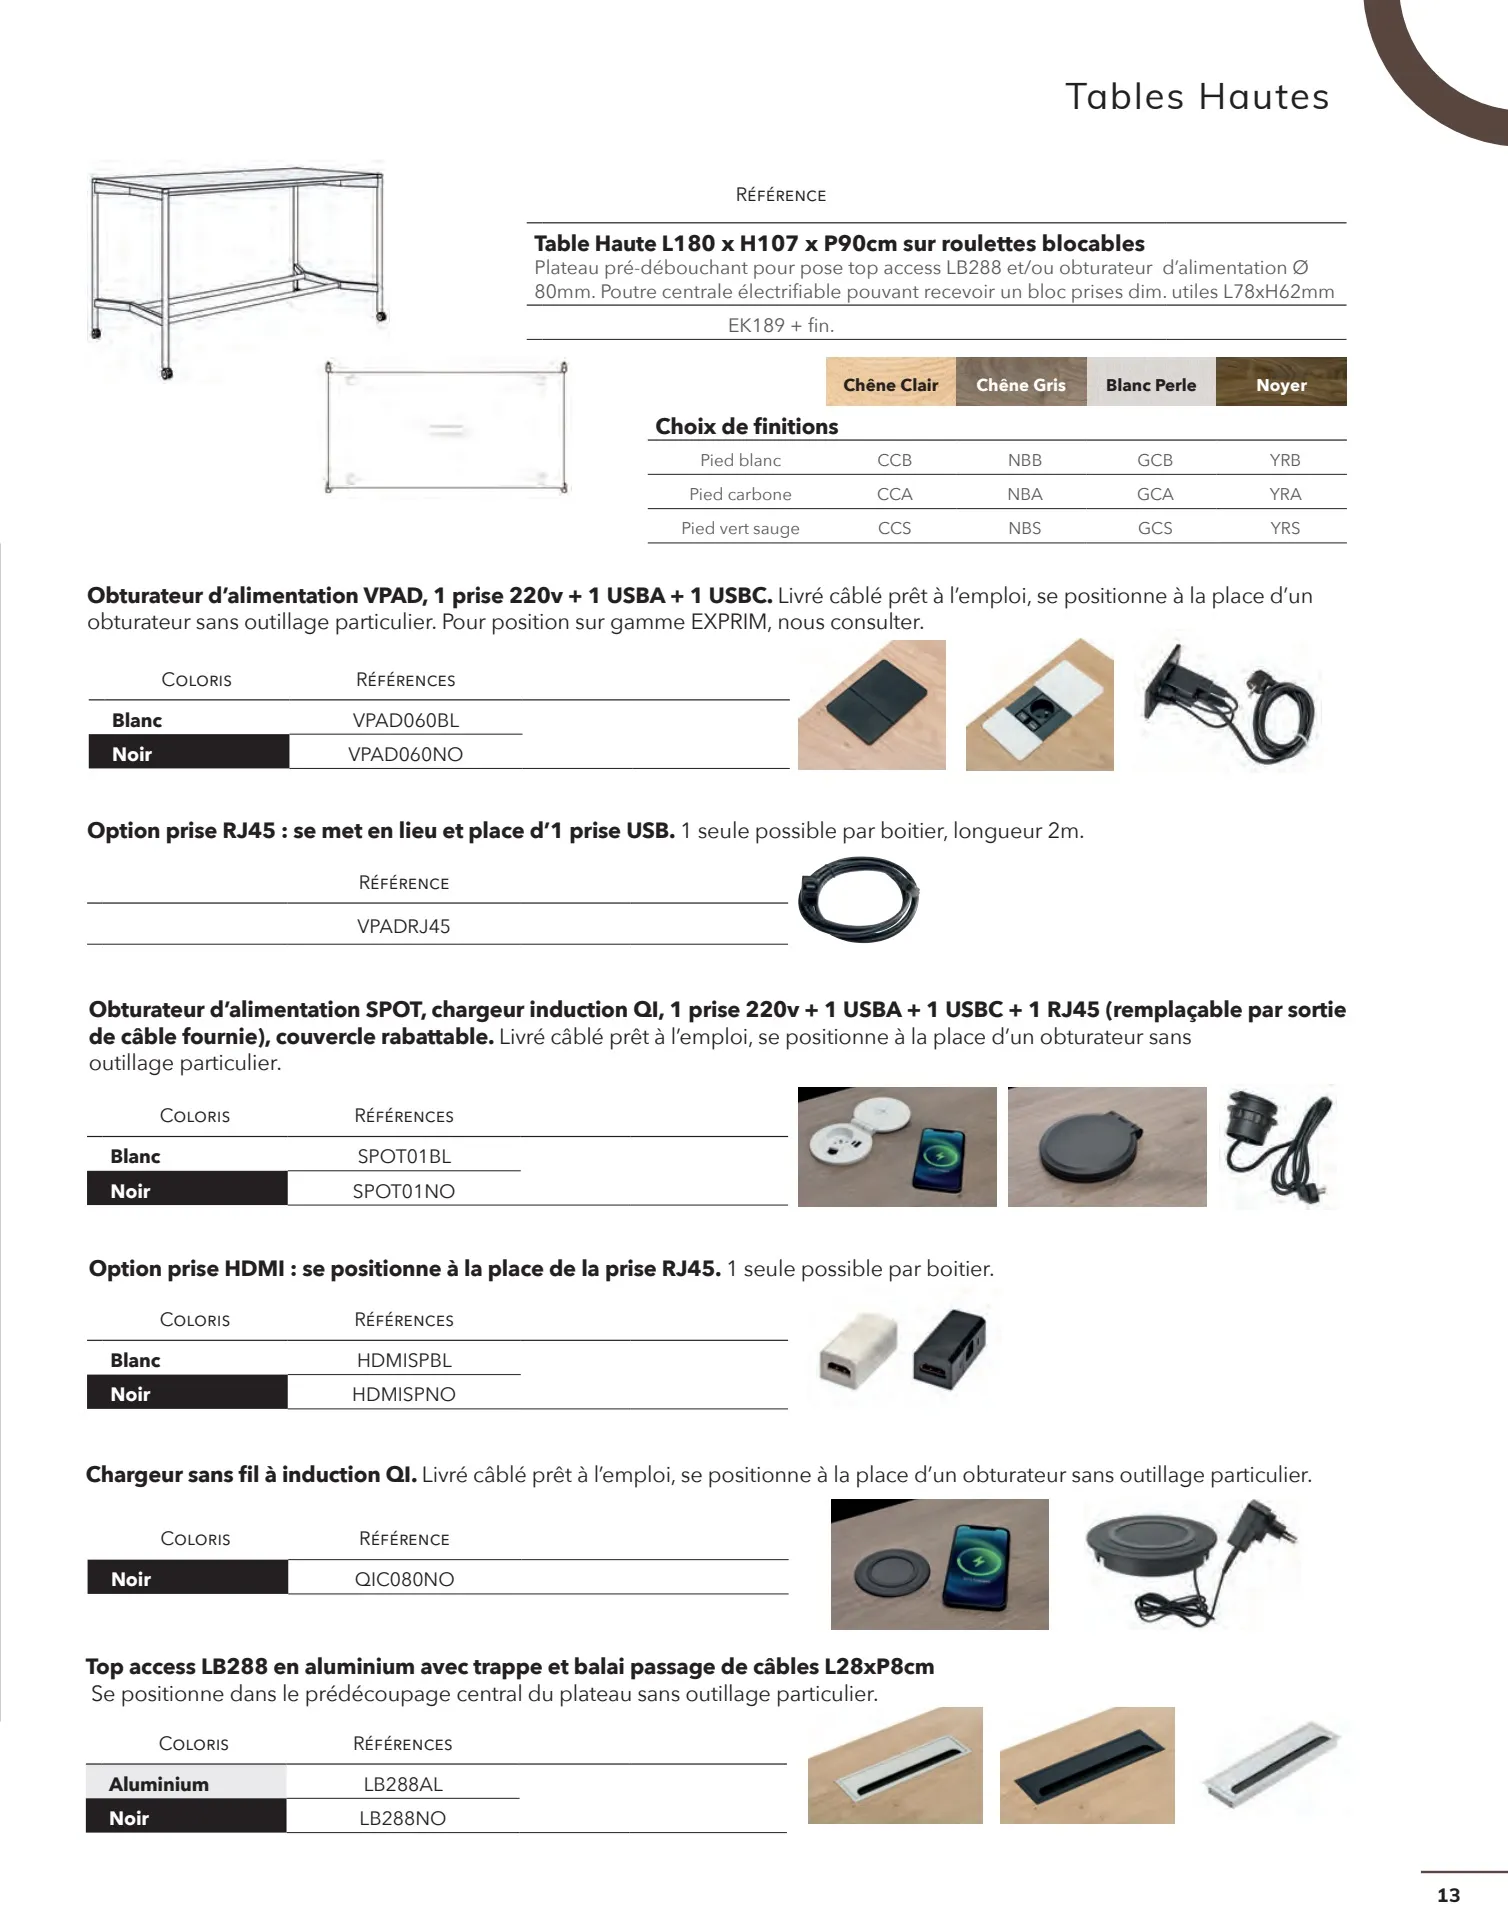 Tables Hautes
Référence
Table Haute L180 x H107 x P90cm sur roulettes blocables
Plateau pré-débouchant pour pose top access LB288 et/ou obturateur d’alimentation Ø
80mm. Poutre centrale électrifiable pouvant recevoir un bloc prises dim. utiles L78xH62mm
EK189 + fin.
Chêne Clair Chêne Gris Blanc Perle Noyer
Choix de finitions
Pied blanc CCB NBB GCB YRB
Pied carbone CCA NBA GCA YRA
Pied vert sauge CCS NBS GCS YRS
Obturateur d’alimentation VPAD, 1 prise 220v + 1 USBA + 1 USBC. Livré câblé prêt à l’emploi, se positionne à la place d’un
obturateur sans outillage particulier. Pour position sur gamme EXPRIM, nous consulter.
Coloris Références
Blanc VPAD060BL
Noir VPAD060NO
Option prise RJ45 : se met en lieu et place d’1 prise USB. 1 seule possible par boitier, longueur 2m.
Référence
VPADRJ45
Obturateur d’alimentation SPOT, chargeur induction QI, 1 prise 220v + 1 USBA + 1 USBC + 1 RJ45 (remplaçable par sortie
de câble fournie), couvercle rabattable. Livré câblé prêt à l’emploi, se positionne à la place d’un obturateur sans
outillage particulier.
Coloris Références
Blanc SPOT01BL
Noir SPOT01NO
Option prise HDMI : se positionne à la place de la prise RJ45. 1 seule possible par boitier.
Coloris Références
Blanc HDMISPBL
Noir HDMISPNO
Chargeur sans fil à induction QI. Livré câblé prêt à l’emploi, se positionne à la place d’un obturateur sans outillage particulier.
Coloris Référence
Noir QIC080NO
Top access LB288 en aluminium avec trappe et balai passage de câbles L28xP8cm
Se positionne dans le prédécoupage central du plateau sans outillage particulier.
Coloris Références
Aluminium LB288AL
Noir LB288NO
13